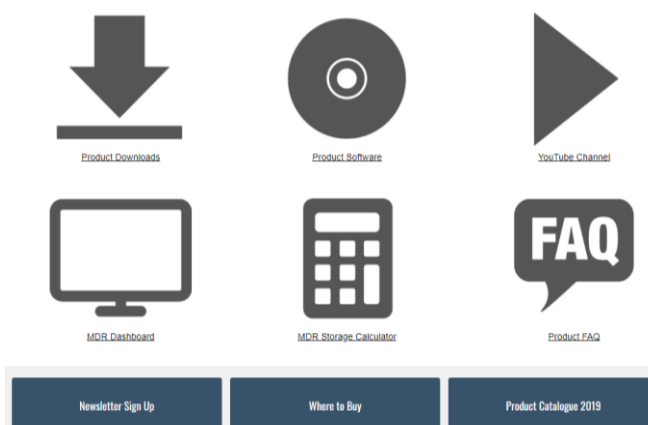 Product Downloads
Product Software
YouTube Channel
FAQ
MDR Dashboard
MDR Storage Calculator
Product FAQ
Newsletter Sign Up
Where to Buy
Product Catalogue 2019